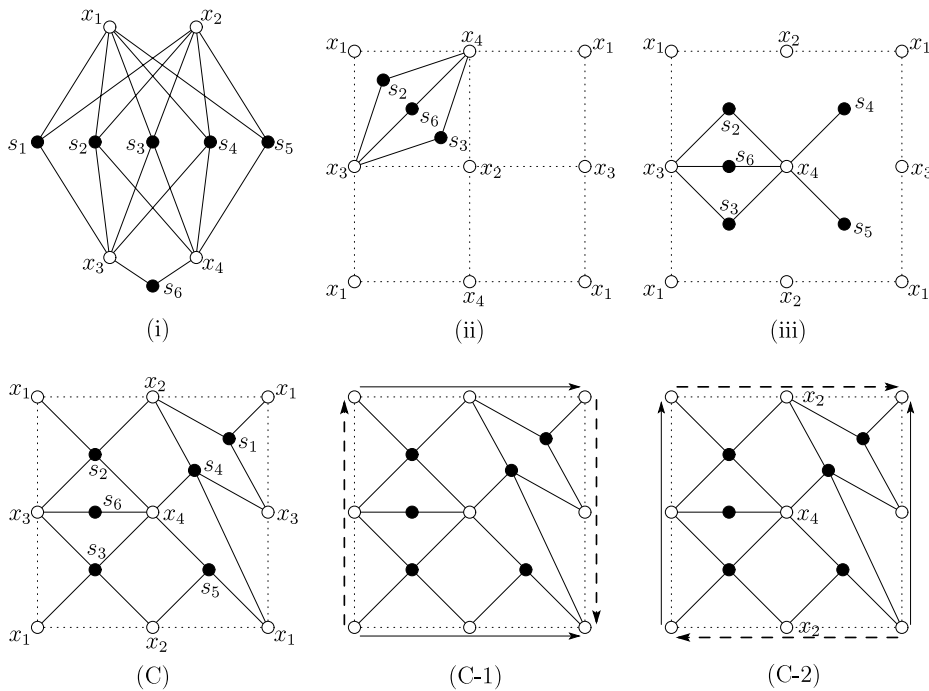 x₁ x₂
s₁ s₂ s₃ s₄ s₅
x₃ x₄
s₆
(i)
x₁ x₄ x₁
s₂
s₆
s₃
x₃ x₂ x₃
x₁ x₄ x₁
(ii)
x₁ x₂ x₁
s₂ s₄
x₃ s₆ x₄ x₃
s₃ s₅
x₁ x₂ x₁
(iii)
x₁ x₂ x₁
s₁
s₂ s₄
s₆
x₃ x₄ x₃
s₃
s₅
x₁ x₂ x₁
(C)
(C-1)
x₂
x₄
x₂
(C-2)